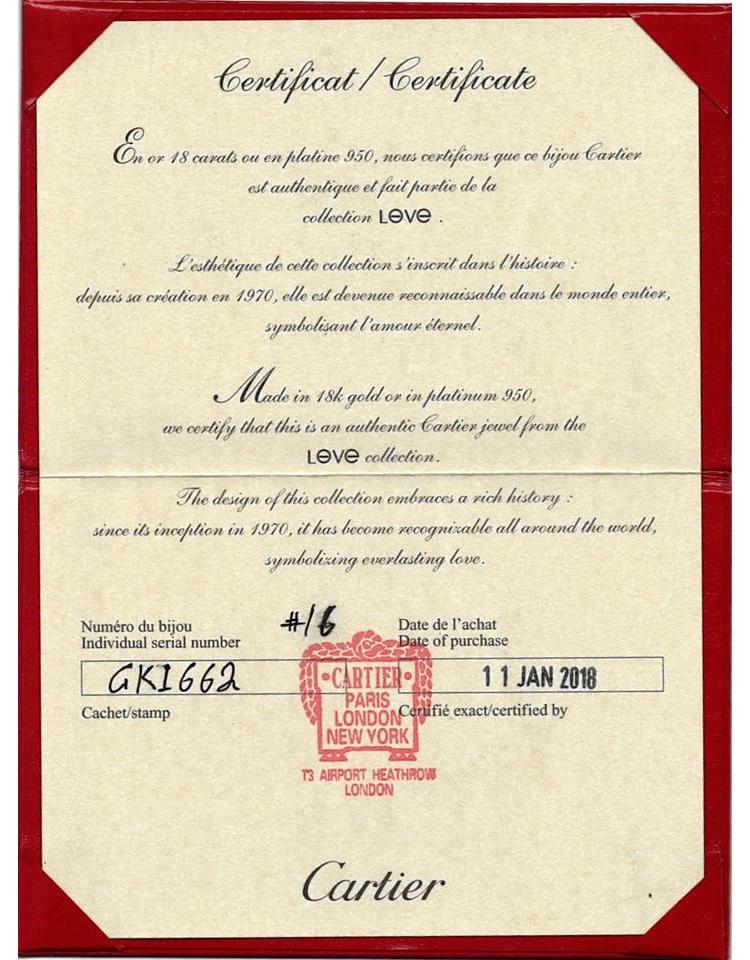 Certificat / Certificate
En or 18 carats ou en platine 950, nous certifions que ce bijou Cartier
est authentique et fait partie de la
collection LOVE .
L'esthétique de cette collection s'inscrit dans l'histoire :
depuis sa création en 1970, elle est devenue reconnaissable dans le monde entier,
symbolisant l'amour éternel.
Made in 18k gold or in platinum 950,
we certify that this is an authentic Cartier jewel from the
LOVE collection.
The design of this collection embraces a rich history :
since its inception in 1970, it has become recognizable all around the world,
symbolizing everlasting love.
Numéro du bijou
Individual serial number
#16
GKI662
Date de l'achat
Date of purchase
11 JAN 2018
Cachet/stamp
Certifié exact/certified by
CARTIER
PARIS
LONDON
NEW YORK
T3 AIRPORT HEATHROW
LONDON
Cartier